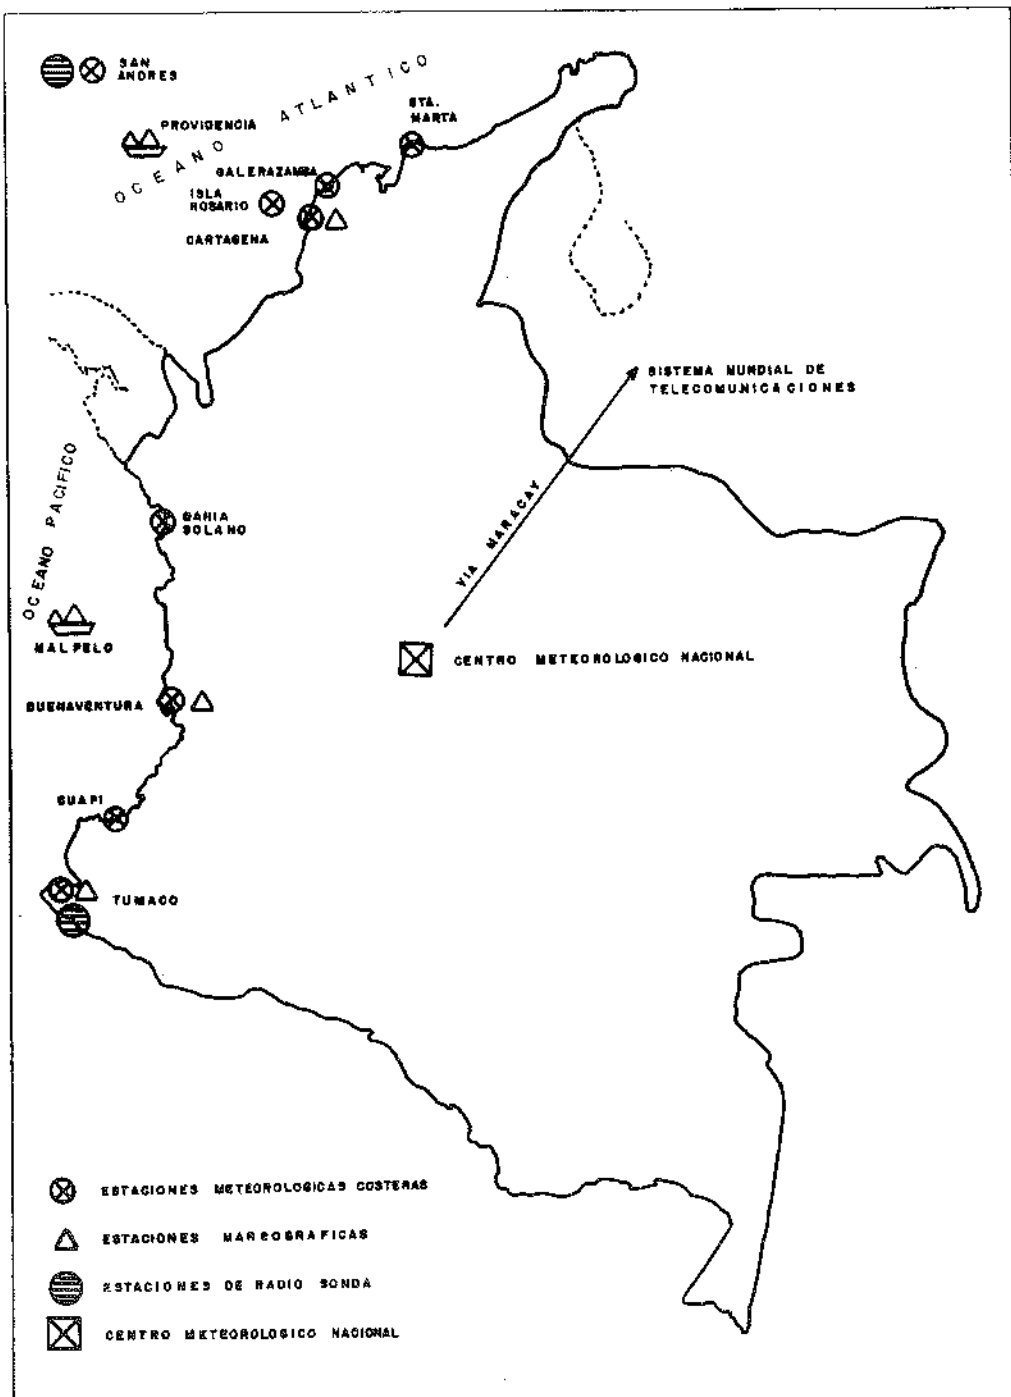 SAN
ANDRES
OCEANO ATLANTICO
PROVIDENCIA
STA.
MARTA
GALERAZAMBA
ISLA
ROSARIO
CARTAGENA
SISTEMA MUNDIAL DE
TELECOMUNICACIONES
VIA MARACAY
OCEANO PACIFICO
BAHIA
SOLANO
MALPELO
CENTRO METEOROLOGICO NACIONAL
BUENAVENTURA
GUAPI
TUMACO
ESTACIONES METEOROLOGICAS COSTERAS
ESTACIONES MAREOGRAFICAS
ESTACIONES DE RADIO SONDA
CENTRO METEOROLOGICO NACIONAL